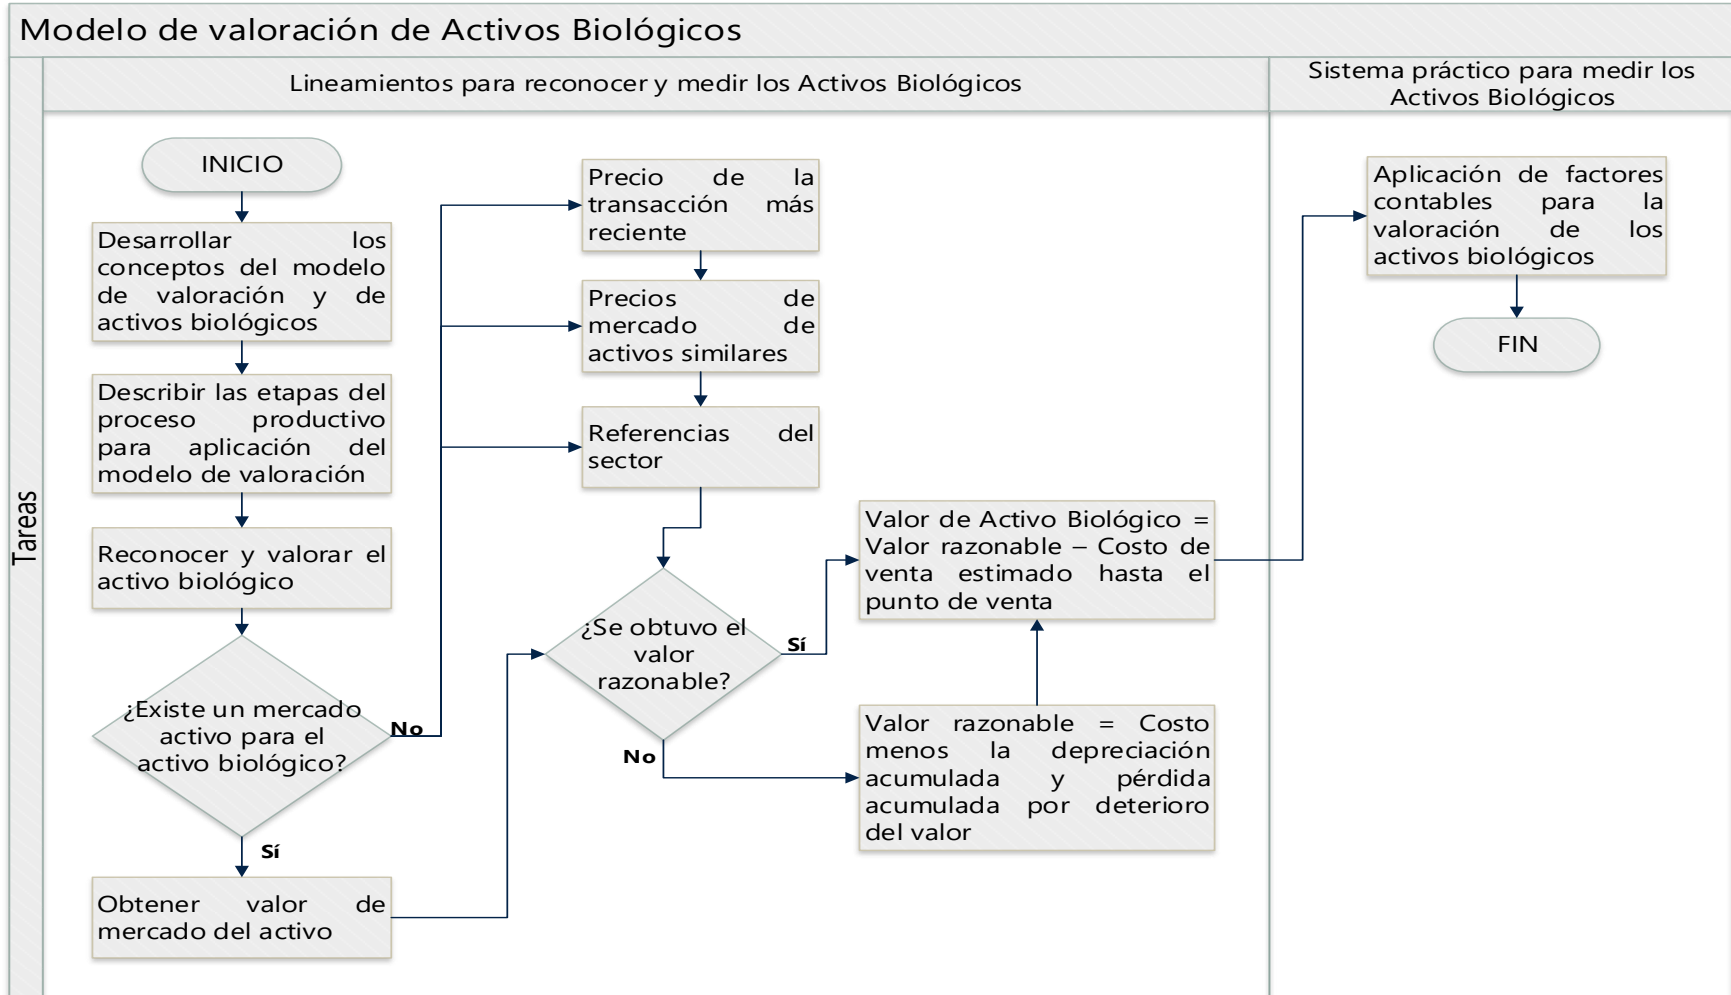 Modelo de valoración de Activos Biológicos
Tareas
Lineamientos para reconocer y medir los Activos Biológicos
Sistema práctico para medir los
Activos Biológicos
INICIO
Desarrollar los
conceptos del modelo
de valoración y de
activos biológicos
Describir las etapas del
proceso productivo
para aplicación del
modelo de valoración
Reconocer y valorar el
activo biológico
¿Existe un mercado
activo para el
activo biológico?
No
Sí
Obtener valor de
mercado del activo
Precio de la
transacción más
reciente
Precios de
mercado de
activos similares
Referencias del
sector
¿Se obtuvo el
valor
razonable?
Sí
No
Valor de Activo Biológico =
Valor razonable – Costo de
venta estimado hasta el
punto de venta
Valor razonable = Costo
menos la depreciación
acumulada y pérdida
acumulada por deterioro
del valor
Aplicación de factores
contables para la
valoración de los
activos biológicos
FIN